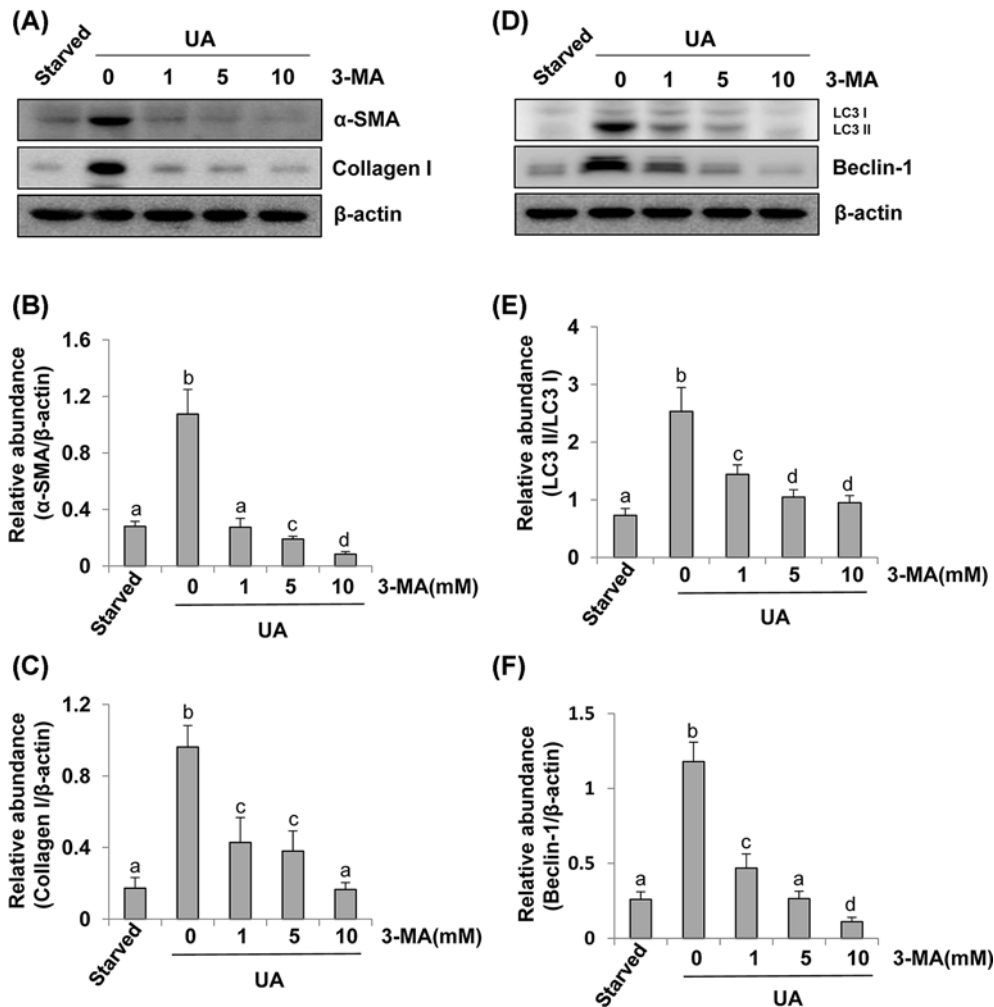 (A)
UA
Starved 0 1 5 10 3-MA
α-SMA
Collagen I
β-actin
(D)
UA
Starved 0 1 5 10 3-MA
LC3 I
LC3 II
Beclin-1
β-actin
(B)
Relative abundance
(α-SMA/β-actin)
1.6
1.2
0.8
0.4
0
a b a c d
Starved 0 1 5 10 3-MA(mM)
UA
(E)
Relative abundance
(LC3 II/LC3 I)
4
3
2
1
0
a b c d d
Starved 0 1 5 10 3-MA(mM)
UA
(C)
Relative abundance
(Collagen I/β-actin)
1.2
0.8
0.4
0
a b c c a
Starved 0 1 5 10 3-MA(mM)
UA
(F)
Relative abundance
(Beclin-1/β-actin)
1.5
1
0.5
0
a b c a d
Starved 0 1 5 10 3-MA(mM)
UA